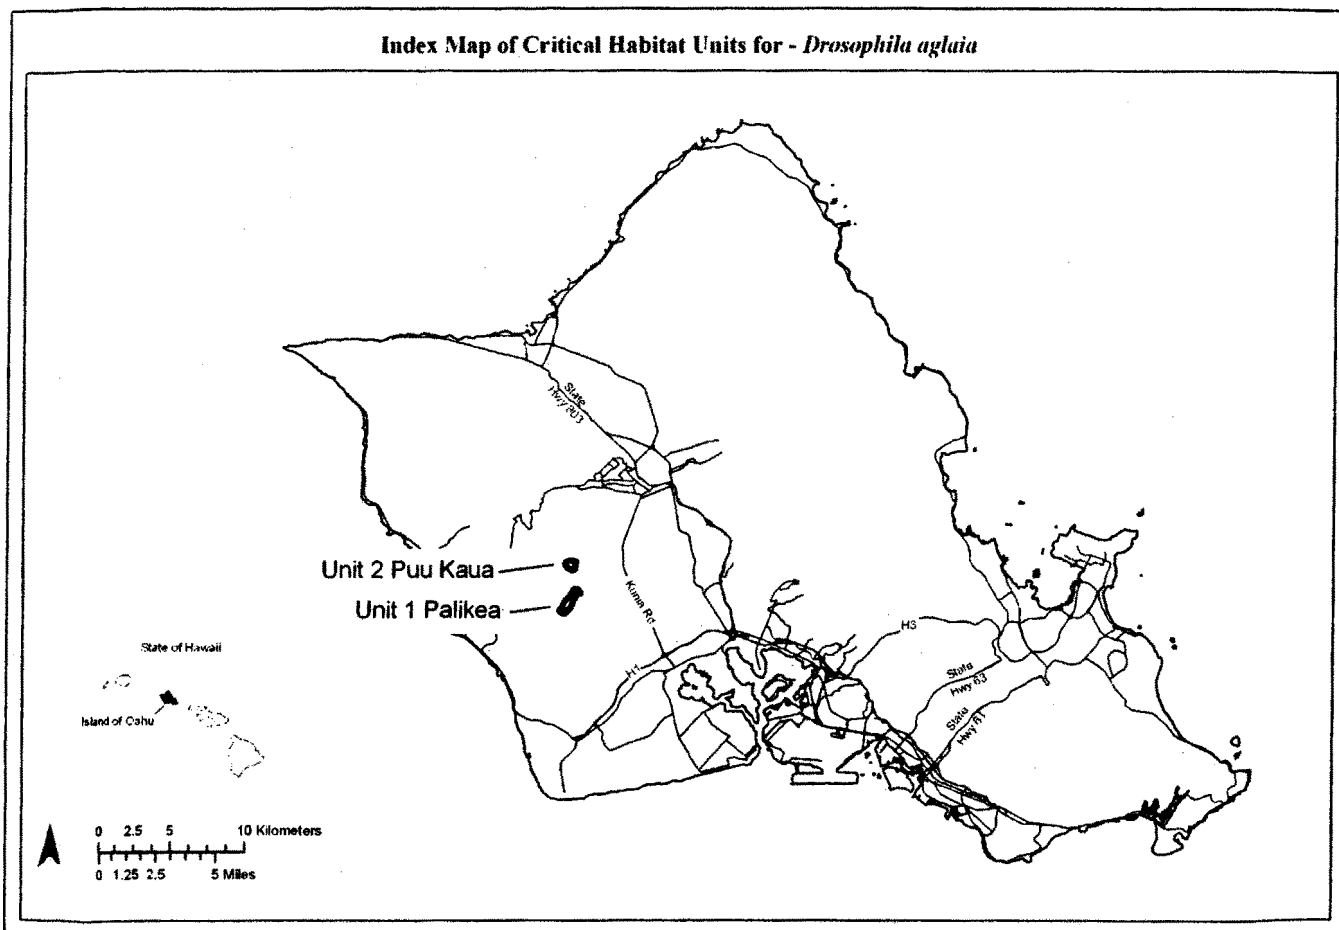 Index Map of Critical Habitat Units for - Drosophila aglaia
State
Hwy 803
Unit 2 Puu Kaua
Unit 1 Palikea
Kunia Rd
H1
H3
State
Hwy 63
State
Hwy 61
State of Hawaii
Island of Oahu
0 2.5 5 10 Kilometers
0 1.25 2.5 5 Miles